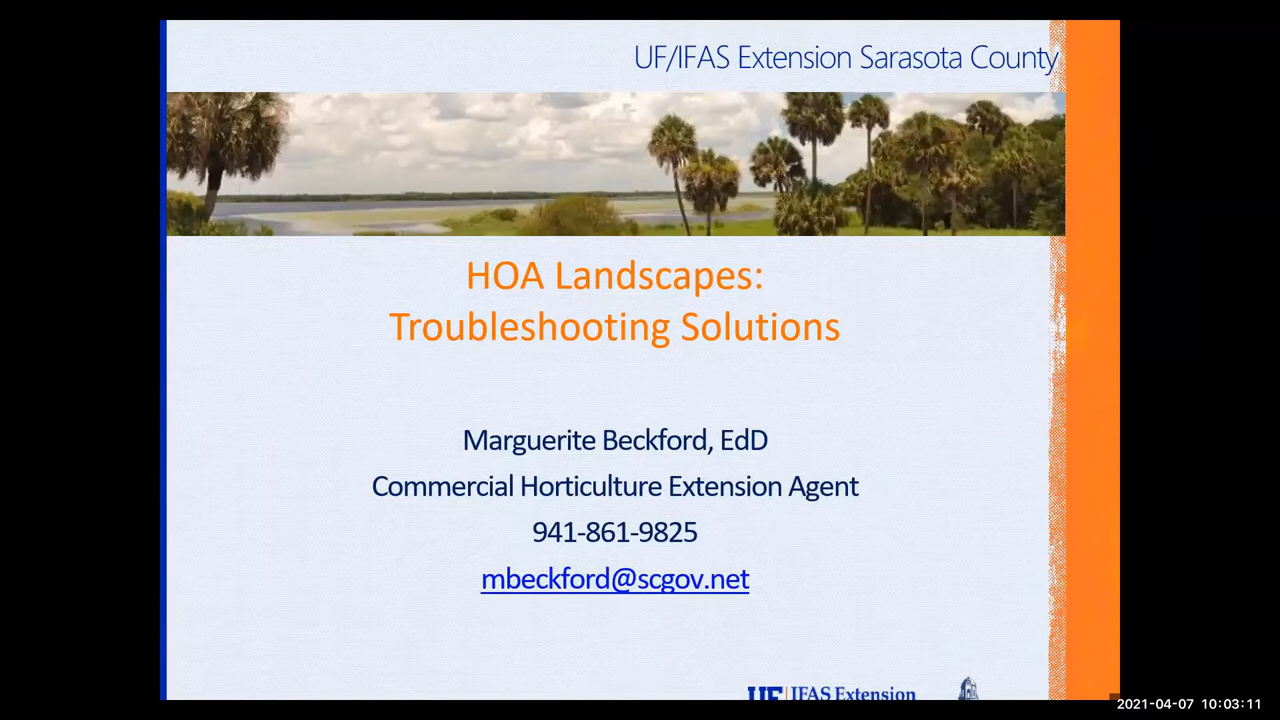 UF/IFAS Extension Sarasota County
HOA Landscapes:
Troubleshooting Solutions
Marguerite Beckford, EdD
Commercial Horticulture Extension Agent
941-861-9825
mbeckford@scgov.net
UF IFAS Extension
2021-04-07 10:03:11